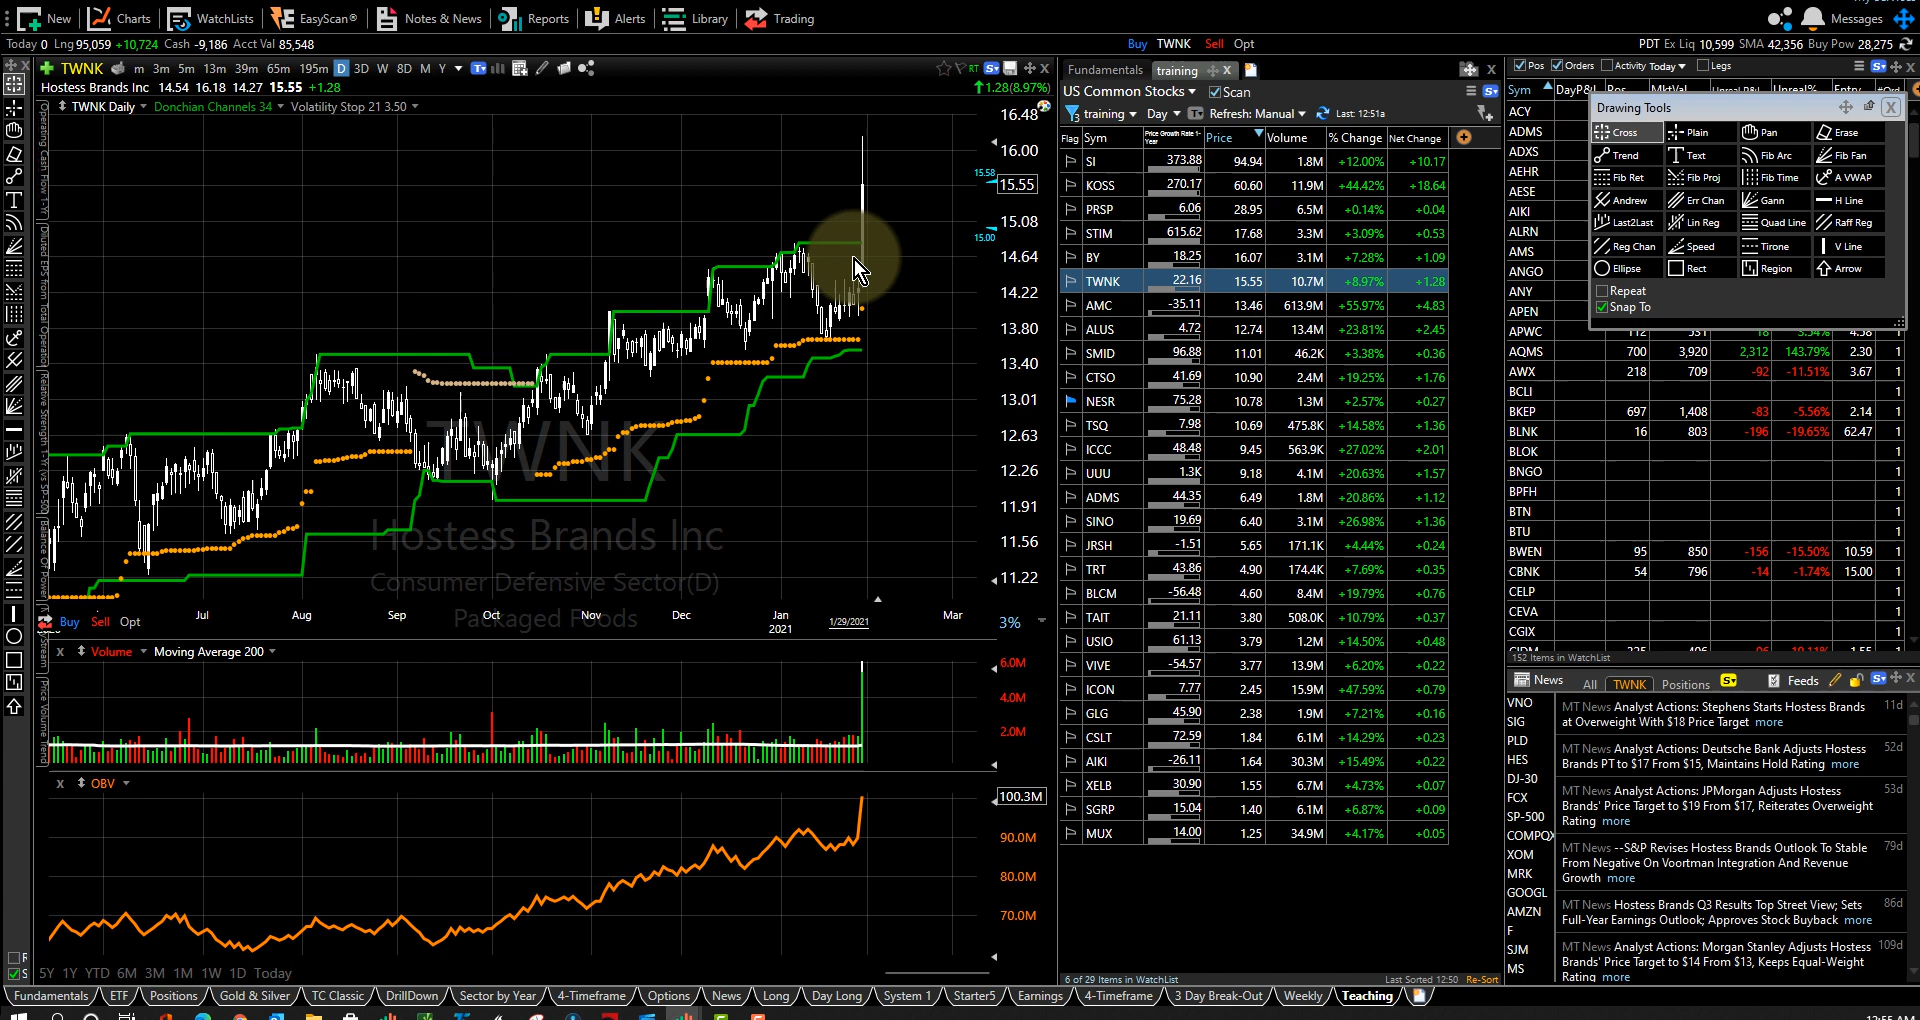 New Charts WatchLists EasyScan® Notes & News Reports Alerts Library Trading Messages
Today 0 Lng 95,059 +10,724 Cash -9,186 Acct Val 85,548 Buy TWNK Sell Opt PDT Ex Liq 10,599 SMA 42,356 Buy Pow 28,275
TWNK m 3m 5m 13m 39m 65m 195m D 3D W 8D M Y
Hostess Brands Inc 14.54 16.18 14.27 15.55 +1.28 1.28(8.97%)
TWNK Daily Donchian Channels 34 Volatility Stop 21 3.50
16.48
16.00
15.58
15.55
15.08
15.00
14.64
14.22
13.80
13.40
13.01
12.63
12.26
11.91
11.56
11.22
TWNK
Hostess Brands Inc
Consumer Defensive Sector(D)
Packaged Foods
Jul Aug Sep Oct Nov Dec Jan Mar
2021 1/29/2021
Buy Sell Opt 3%
x Volume Moving Average 200
6.0M
4.0M
2.0M
x OBV
100.3M
90.0M
80.0M
70.0M
5Y 1Y YTD 6M 3M 1M 1W 1D Today
Fundamentals training X
US Common Stocks Scan
training Day Refresh: Manual Last: 12:51a
Flag Sym Price Growth Rate 1-Year Price Volume % Change Net Change
SI 373.88 94.94 1.8M +12.00% +10.17
KOSS 270.17 60.60 11.9M +44.42% +18.64
PRSP 6.06 28.95 6.5M +0.14% +0.04
STIM 615.62 17.68 3.3M +3.09% +0.53
BY 18.25 16.07 3.1M +7.28% +1.09
TWNK 22.16 15.55 10.7M +8.97% +1.28
AMC -35.11 13.46 613.9M +55.97% +4.83
ALUS 4.72 12.74 13.4M +23.81% +2.45
SMID 96.88 11.01 46.2K +3.38% +0.36
CTSO 41.69 10.90 2.4M +19.25% +1.76
NESR 75.28 10.78 1.3M +2.57% +0.27
TSQ 7.98 10.69 475.8K +14.58% +1.36
ICCC 48.48 9.45 563.9K +27.02% +2.01
UUU 1.3K 9.18 4.1M +20.63% +1.57
ADMS 44.35 6.49 1.8M +20.86% +1.12
SINO 19.69 6.40 3.1M +26.98% +1.36
JRSH -1.51 5.65 171.1K +4.44% +0.24
TRT 43.86 4.90 174.4K +7.69% +0.35
BLCM -56.48 4.60 8.4M +19.79% +0.76
TAIT 21.11 3.80 508.0K +10.79% +0.37
USIO 61.13 3.79 1.2M +14.50% +0.48
VIVE -54.57 3.77 13.9M +6.20% +0.22
ICON 7.77 2.45 15.9M +47.59% +0.79
GLG 45.90 2.38 1.9M +7.21% +0.16
CSLT 72.59 1.84 6.1M +14.29% +0.23
AIKI -26.11 1.64 30.3M +15.49% +0.22
XELB 30.90 1.55 6.7M +4.73% +0.07
SGRP 15.04 1.40 6.1M +6.87% +0.09
MUX 14.00 1.25 34.9M +4.17% +0.05
6 of 29 Items in WatchList Last Sorted 12:50 Re-Sort
Pos Orders Activity Today Legs
Sym
ACY
ADMS
ADXS
AEHR
AESE
AIKI
ALRN
AMS
ANGO
ANY
APEN
APWC
AQMS 700 3,920 2,312 143.79% 2.30 1
AWX 218 709 -92 -11.51% 3.67 1
BCLI 1
BKEP 697 1,408 -83 -5.56% 2.14 1
BLNK 16 803 -196 -19.65% 62.47 1
BLOK 1
BNGO 1
BPFH 1
BTN 1
BTU 1
BWEN 95 850 -156 -15.50% 10.59 1
CBNK 54 796 -14 -1.74% 15.00 1
CELP 1
CEVA 1
CGIX 1
152 Items in WatchList
Drawing Tools
Cross Plain Pan Erase
Trend Text Fib Arc Fib Fan
Fib Ret Fib Proj Fib Time A VWAP
Andrew Err Chan Gann H Line
Last2Last Lin Reg Quad Line Raff Reg
Reg Chan Speed Tirone V Line
Ellipse Rect Region Arrow
Repeat
Snap To
News All TWNK Positions Feeds
VNO
SIG
PLD
HES
DJ-30
FCX
SP-500
COMPQX
XOM
MRK
GOOGL
AMZN
F
SJM
MS
MT News Analyst Actions: Stephens Starts Hostess Brands 11d
at Overweight With $18 Price Target more
MT News Analyst Actions: Deutsche Bank Adjusts Hostess 52d
Brands PT to $17 From $15, Maintains Hold Rating more
MT News Analyst Actions: JPMorgan Adjusts Hostess 53d
Brands' Price Target to $19 From $17, Reiterates Overweight
Rating more
MT News --S&P Revises Hostess Brands Outlook To Stable 79d
From Negative On Voortman Integration And Revenue
Growth more
MT News Hostess Brands Q3 Results Top Street View; Sets 86d
Full-Year Earnings Outlook; Approves Stock Buyback more
MT News Analyst Actions: Morgan Stanley Adjusts Hostess 109d
Brands' Price Target to $14 From $13, Keeps Equal-Weight
Rating more
Fundamentals ETF Positions Gold & Silver TC Classic DrillDown Sector by Year 4-Timeframe Options News Long Day Long System 1 Starter5 Earnings 4-Timeframe 3 Day Break-Out Weekly Teaching